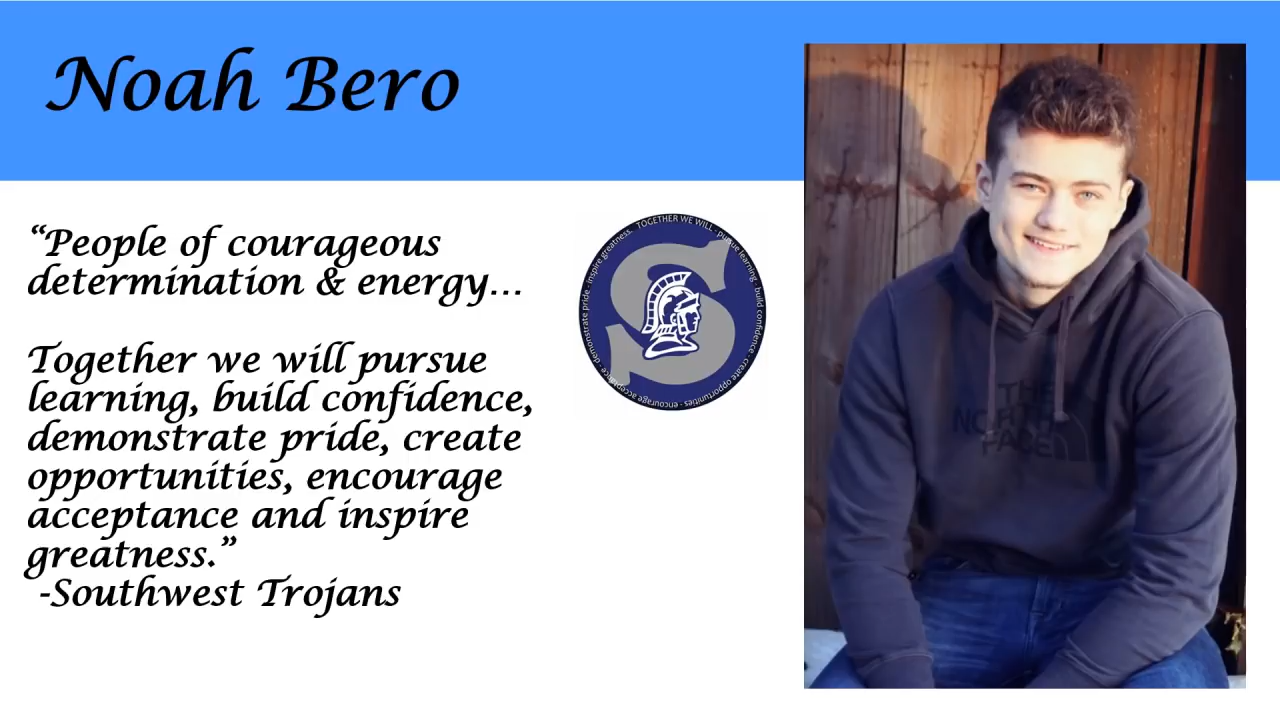 Noah Bero
“People of courageous
determination & energy...
Together we will pursue
learning, build confidence,
demonstrate pride, create
opportunities, encourage
acceptance and inspire
greatness.”
-Southwest Trojans
TOGETHER WE WILL - pursue learning - build confidence - create opportunities - encourage acceptance - demonstrate pride - inspire greatness.
S
THE
NORTH
FACE